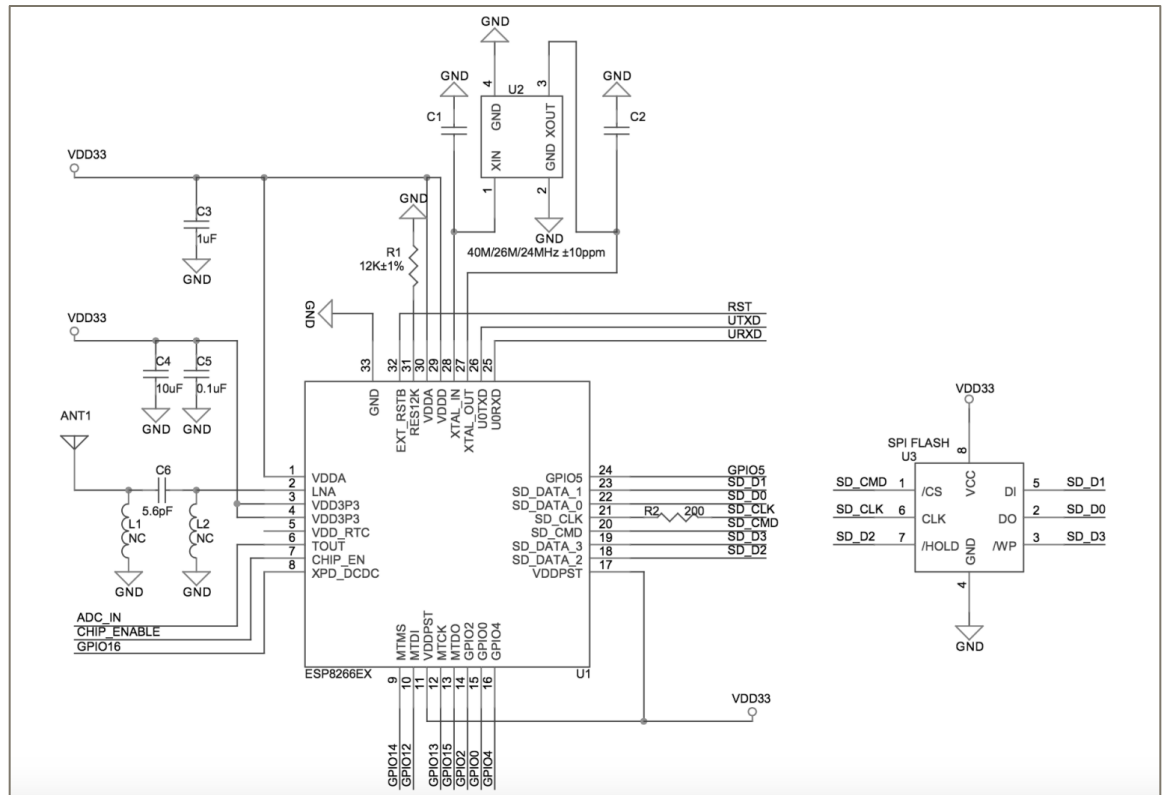 GND
4
3
GND
U2
GND
C1
GND
XOUT
C2
XIN
GND
VDD33
1
2
GND
GND
C3
1uF
R1
12K±1%
40M/26M/24MHz ±10ppm
GND
GND
RST
VDD33
UTXD
URXD
33
32
31
30
29
28
27
26
25
C4
C5
10uF
0.1uF
GND
EXT_RSTB
RES12K
VDDA
VDDD
XTAL_IN
XTAL_OUT
U0TXD
U0RXD
VDD33
ANT1
GND
GND
SPI FLASH
U3
8
C6
5.6pF
L1
NC
L2
NC
GND
GND
1 VDDA
2 LNA
3 VDD3P3
4 VDD3P3
5 VDD_RTC
6 TOUT
7 CHIP_EN
8 XPD_DCDC
GPIO5 24 GPIO5
SD_DATA_1 23 SD_D1
SD_DATA_0 22 SD_D0
SD_CLK 21 R2 200 SD_CLK
SD_CMD 20 SD_CMD
SD_DATA_3 19 SD_D3
SD_DATA_2 18 SD_D2
VDDPST 17
VCC
SD_CMD 1 /CS DI 5 SD_D1
SD_CLK 6 CLK DO 2 SD_D0
SD_D2 7 /HOLD GND /WP 3 SD_D3
4
GND
ADC_IN
CHIP_ENABLE
GPIO16
MTMS
MTDI
VDDPST
MTCK
MTDO
GPIO2
GPIO0
GPIO4
ESP8266EX
U1
9
10
11
12
13
14
15
16
VDD33
GPIO14
GPIO12
GPIO13
GPIO15
GPIO2
GPIO0
GPIO4